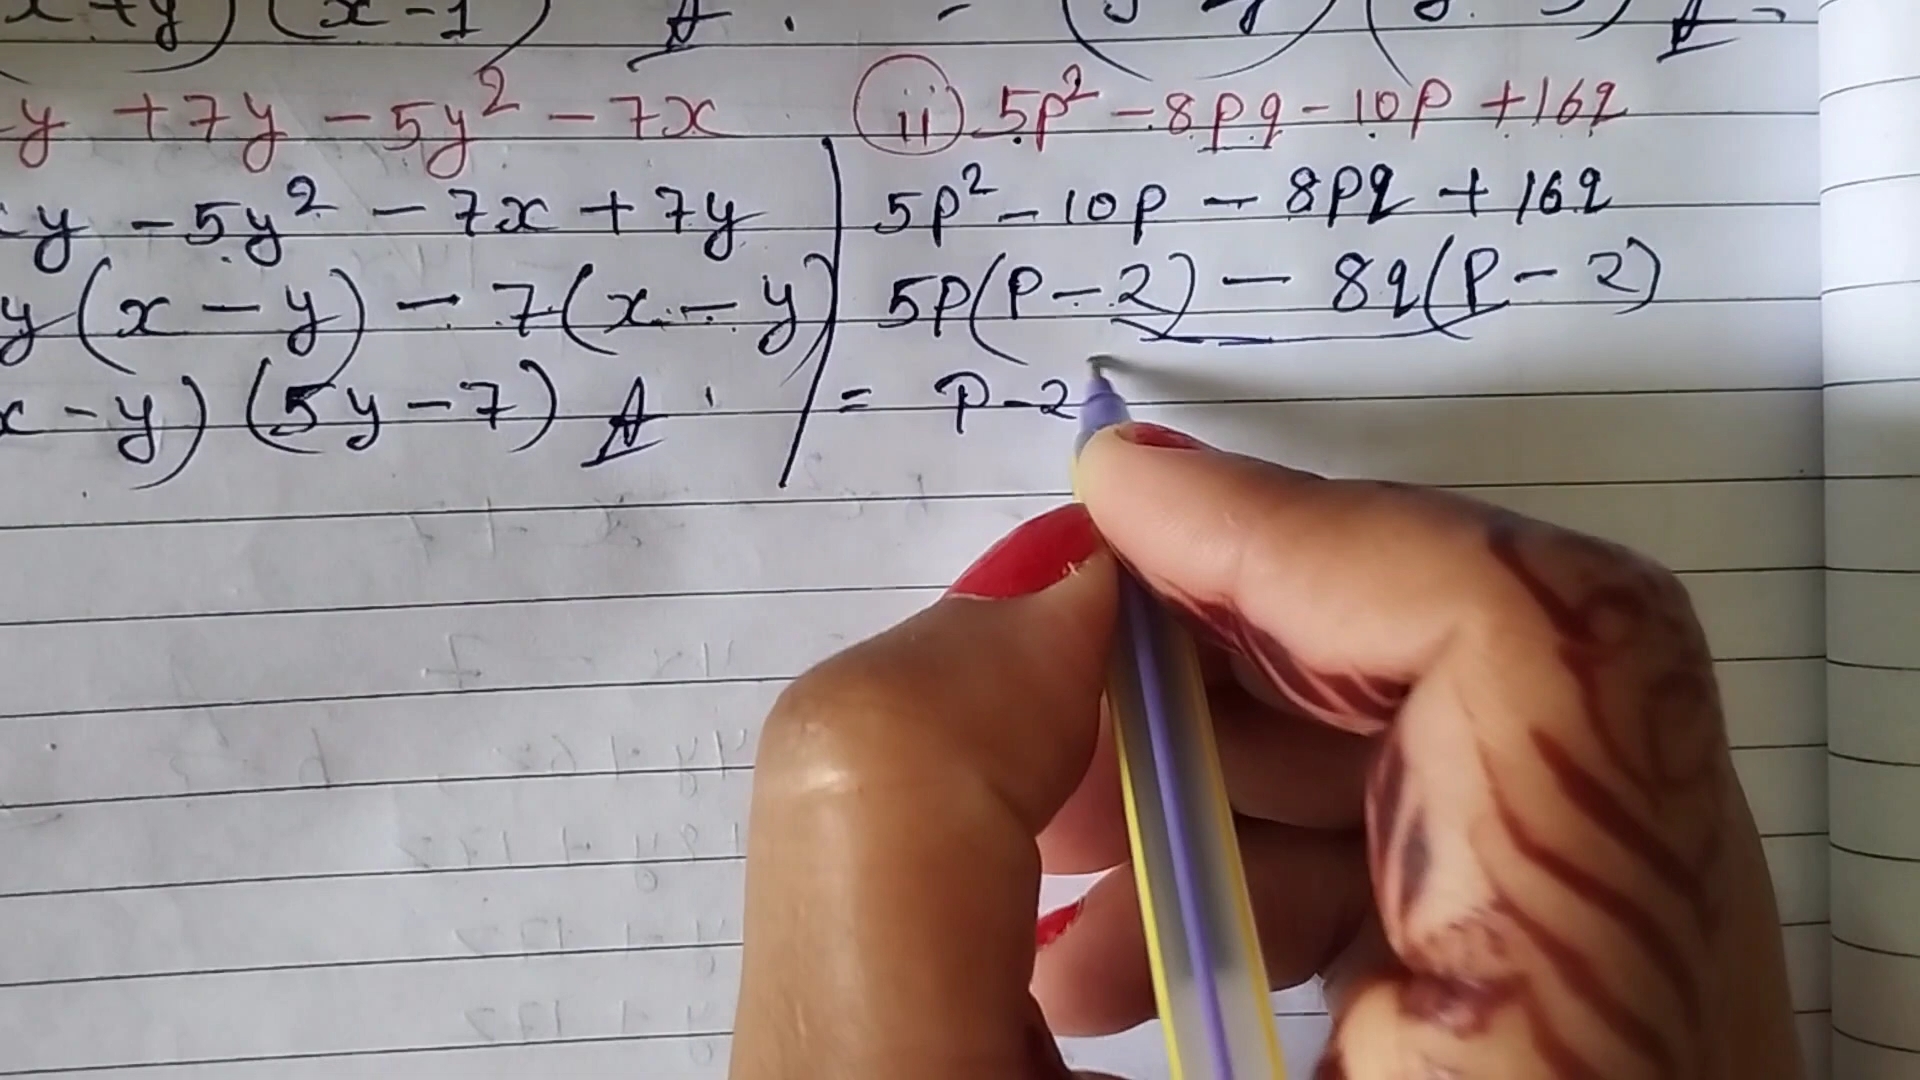 x+y) (x-1) A.
y +7y -5y² -7x
y -5y² -7x +7y
y(x-y) -7(x-y)
x-y) (5y-7) A.
(ii) 5p² -8pq -10p +16q
5p² -10p -8pq +16q
5p(p-2) - 8q(p-2)
= p-2